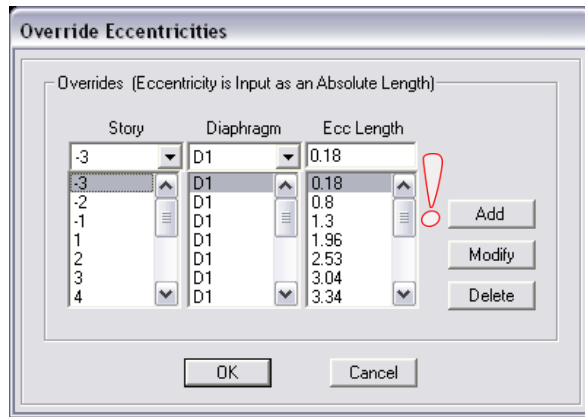 Override Eccentricities
Overrides (Eccentricity is Input as an Absolute Length)
Story Diaphragm Ecc Length
-3 D1 0.18
-3 D1 0.18
-2 D1 0.8
-1 D1 1.3
1 D1 1.96
2 D1 2.53
3 D1 3.04
4 D1 3.34
!
Add
Modify
Delete
OK Cancel